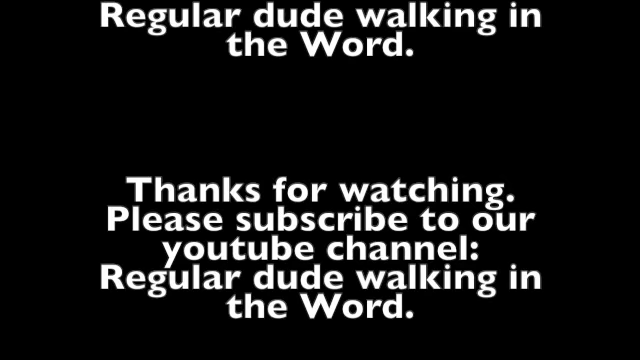 Regular dude walking in
the Word.
Thanks for watching.
Please subscribe to our
youtube channel:
Regular dude walking in
the Word.